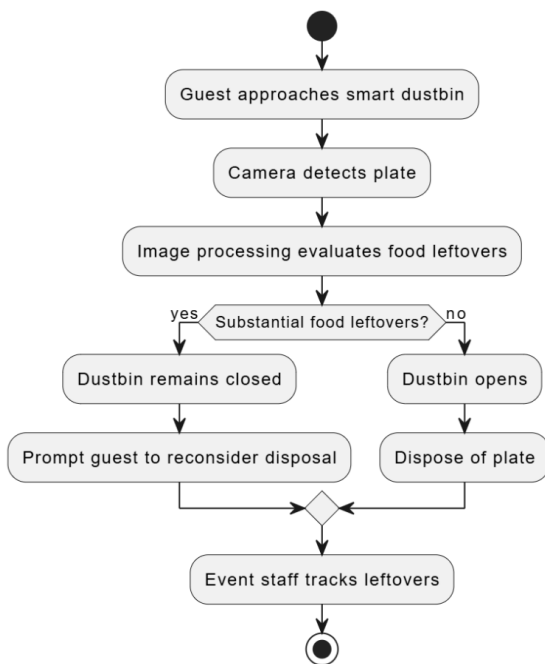 Guest approaches smart dustbin
Camera detects plate
Image processing evaluates food leftovers
yes
Substantial food leftovers?
no
Dustbin remains closed
Dustbin opens
Prompt guest to reconsider disposal
Dispose of plate
Event staff tracks leftovers